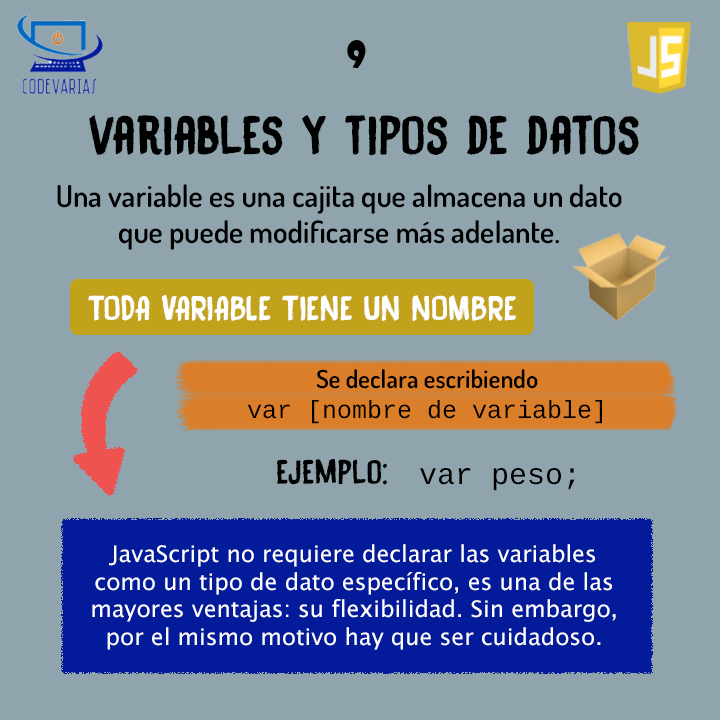 CODEVARIAS
9
JS
VARIABLES Y TIPOS DE DATOS
Una variable es una cajita que almacena un dato
que puede modificarse más adelante.
TODA VARIABLE TIENE UN NOMBRE
Se declara escribiendo
var [nombre de variable]
EJEMPLO: var peso;
JavaScript no requiere declarar las variables
como un tipo de dato específico, es una de las
mayores ventajas: su flexibilidad. Sin embargo,
por el mismo motivo hay que ser cuidadoso.